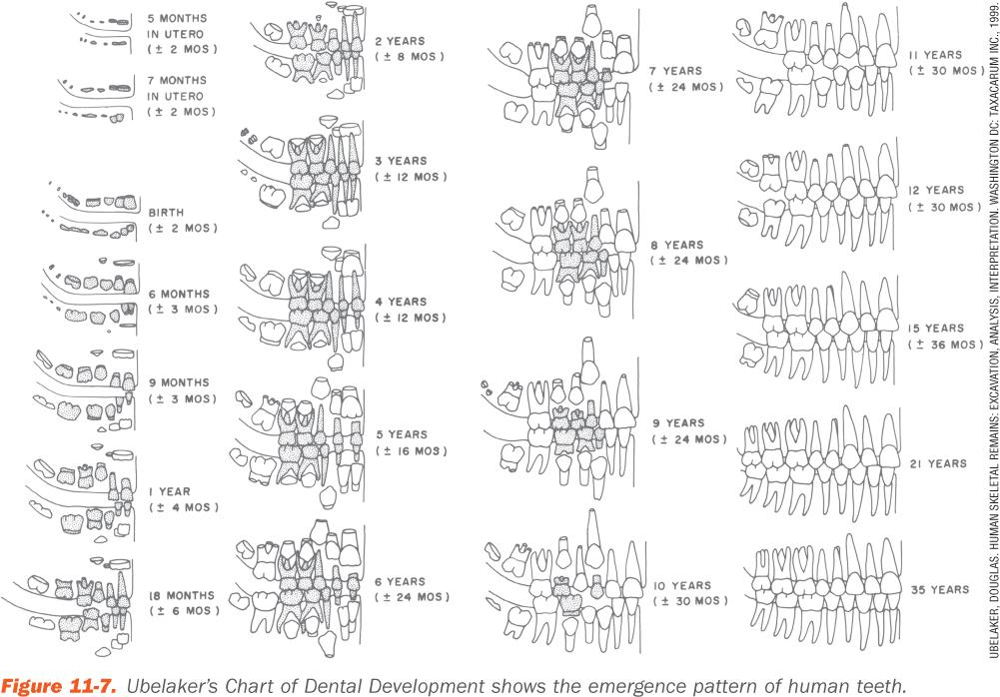 5 MONTHS
IN UTERO
(± 2 MOS)
7 MONTHS
IN UTERO
(± 2 MOS)
BIRTH
(± 2 MOS)
6 MONTHS
(± 3 MOS)
9 MONTHS
(± 3 MOS)
1 YEAR
(± 4 MOS)
18 MONTHS
(± 6 MOS)
2 YEARS
(± 8 MOS)
3 YEARS
(± 12 MOS)
4 YEARS
(± 12 MOS)
5 YEARS
(± 16 MOS)
6 YEARS
(± 24 MOS)
7 YEARS
(± 24 MOS)
8 YEARS
(± 24 MOS)
9 YEARS
(± 24 MOS)
10 YEARS
(± 30 MOS)
11 YEARS
(± 30 MOS)
12 YEARS
(± 30 MOS)
15 YEARS
(± 36 MOS)
21 YEARS
35 YEARS
UBELAKER, DOUGLAS. HUMAN SKELETAL REMAINS: EXCAVATION, ANALYSIS, INTERPRETATION. WASHINGTON DC: TAXACARUM INC., 1999.
Figure 11-7. Ubelaker's Chart of Dental Development shows the emergence pattern of human teeth.